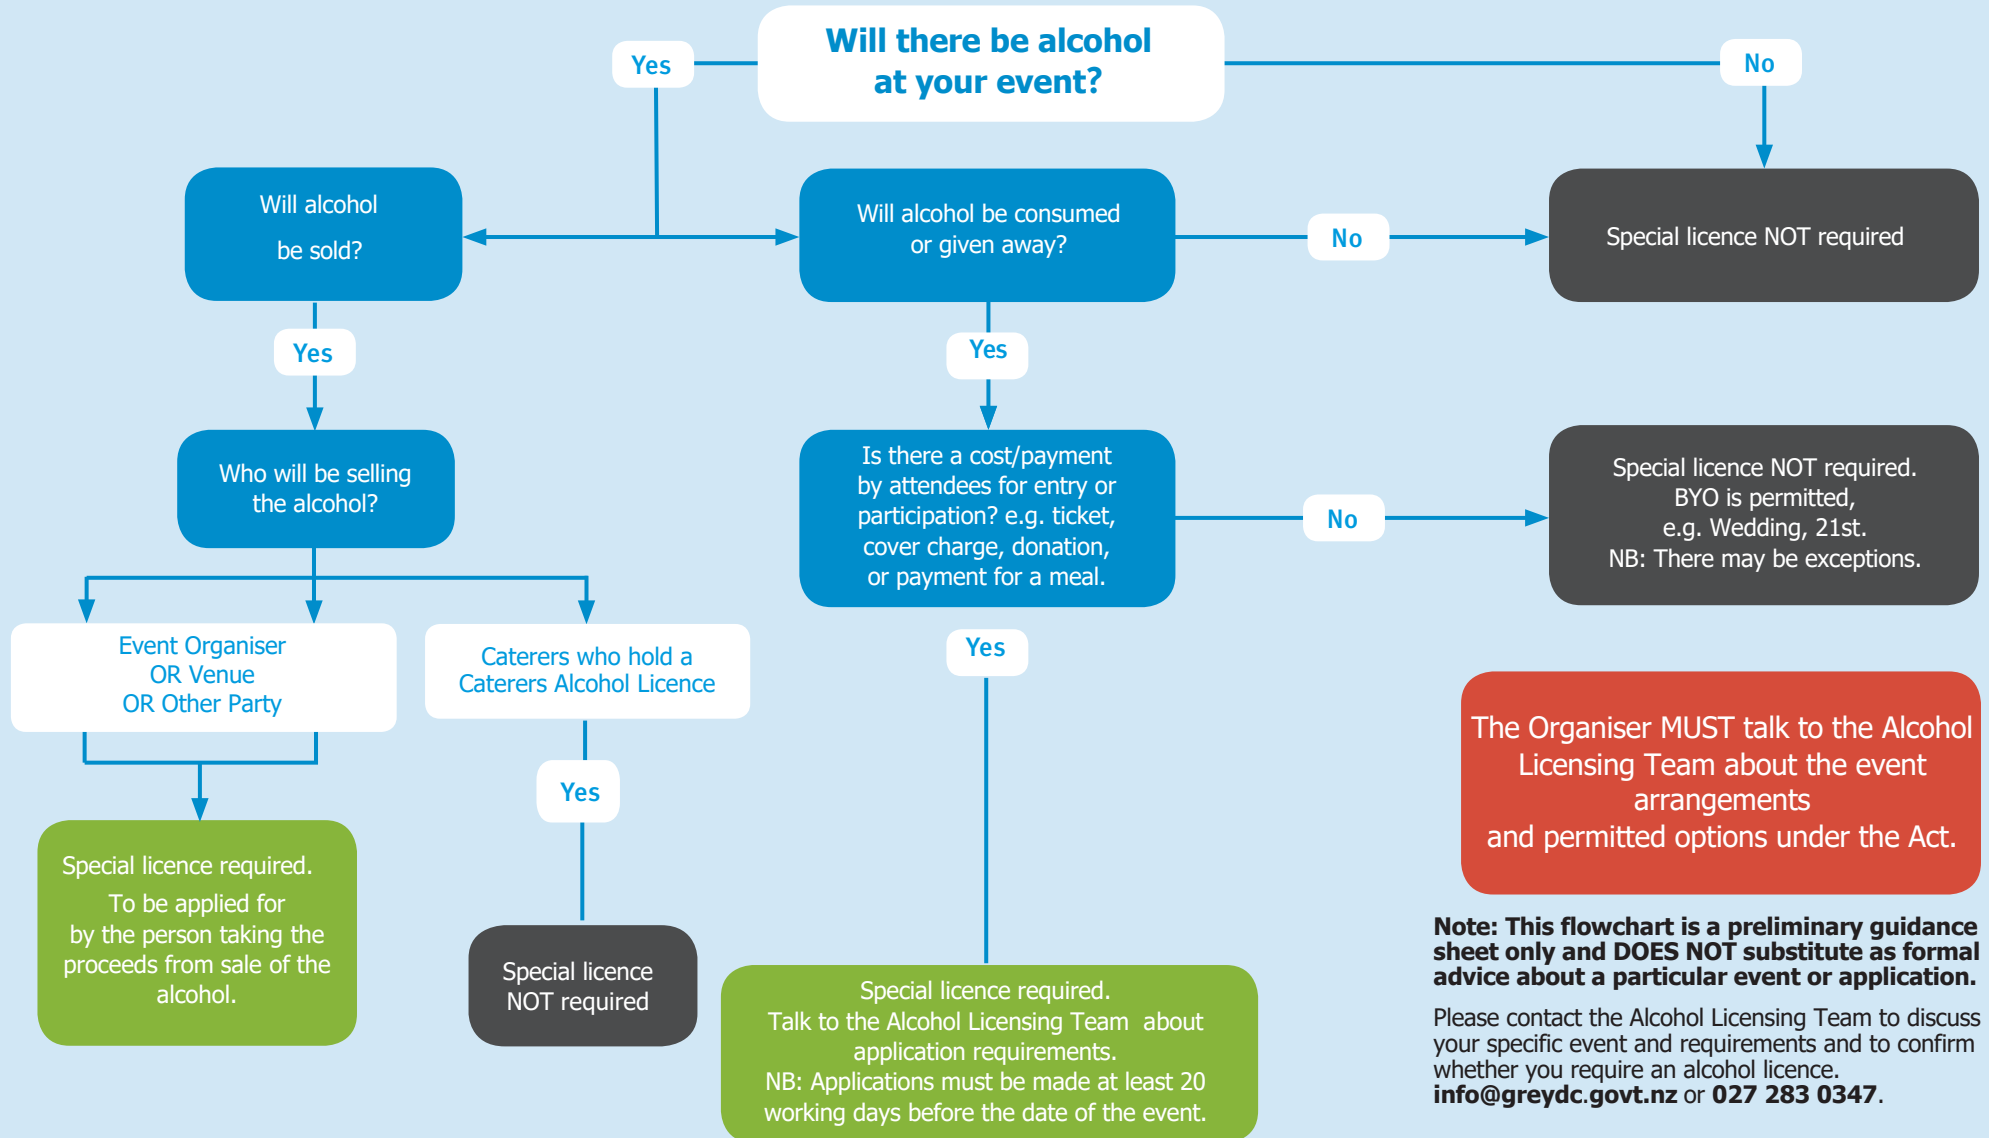 Will there be alcohol
at your event?
Yes
No
Will alcohol
be sold?
Will alcohol be consumed
or given away?
No
Special licence NOT required
Yes
Yes
Who will be selling
the alcohol?
Is there a cost/payment
by attendees for entry or
participation? e.g. ticket,
cover charge, donation,
or payment for a meal.
No
Special licence NOT required.
BYO is permitted,
e.g. Wedding, 21st.
NB: There may be exceptions.
Event Organiser
OR Venue
OR Other Party
Caterers who hold a
Caterers Alcohol Licence
Yes
Yes
Special licence required.
To be applied for
by the person taking the
proceeds from sale of the
alcohol.
Special licence
NOT required
Special licence required.
Talk to the Alcohol Licensing Team about
application requirements.
NB: Applications must be made at least 20
working days before the date of the event.
The Organiser MUST talk to the Alcohol
Licensing Team about the event
arrangements
and permitted options under the Act.
Note: This flowchart is a preliminary guidance
sheet only and DOES NOT substitute as formal
advice about a particular event or application.
Please contact the Alcohol Licensing Team to discuss
your specific event and requirements and to confirm
whether you require an alcohol licence.
info@greydc.govt.nz or 027 283 0347.